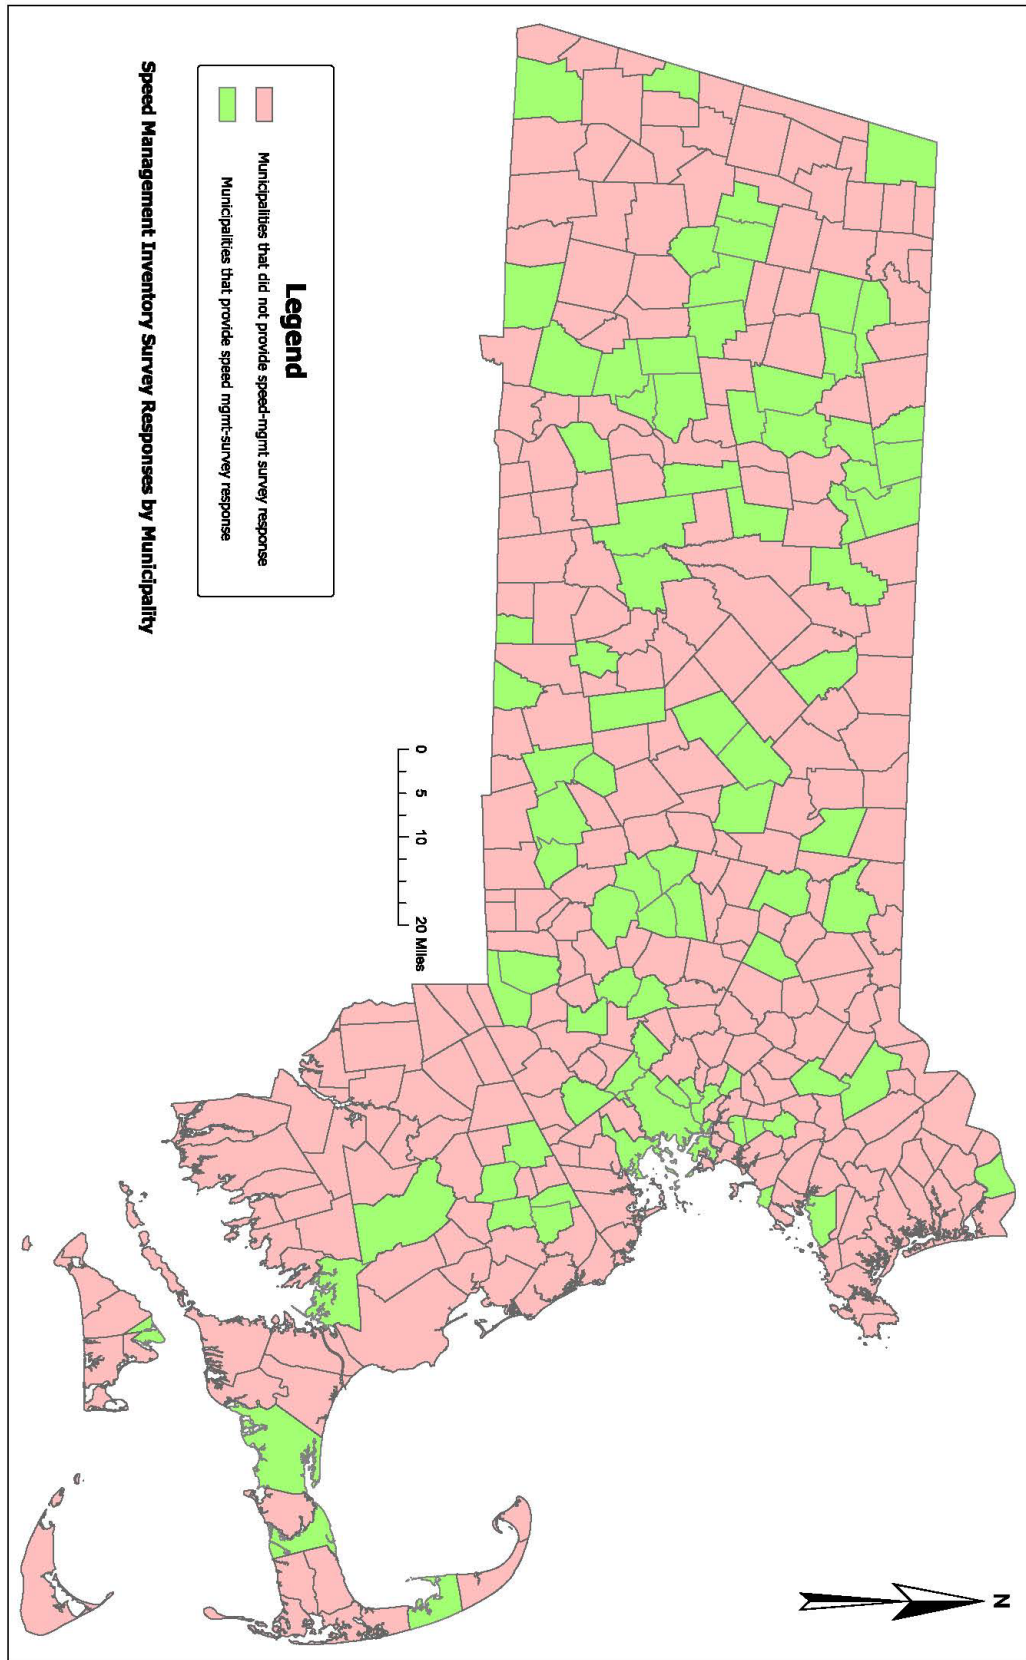 N
Legend
Municipalities that did not provide speed-mgmt survey response
Municipalities that provide speed mgmt-survey response
0 5 10 20 Miles
Speed Management Inventory Survey Responses by Municipality